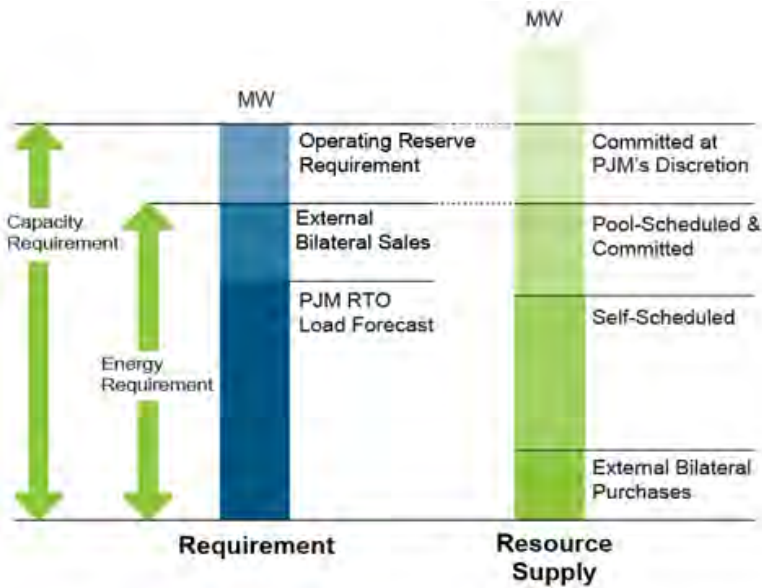 MW
MW
Operating Reserve
Requirement
Committed at
PJM's Discretion
Capacity
Requirement
External
Bilateral Sales
Pool-Scheduled &
Committed
PJM RTO
Load Forecast
Self-Scheduled
Energy
Requirement
External Bilateral
Purchases
Requirement
Resource
Supply